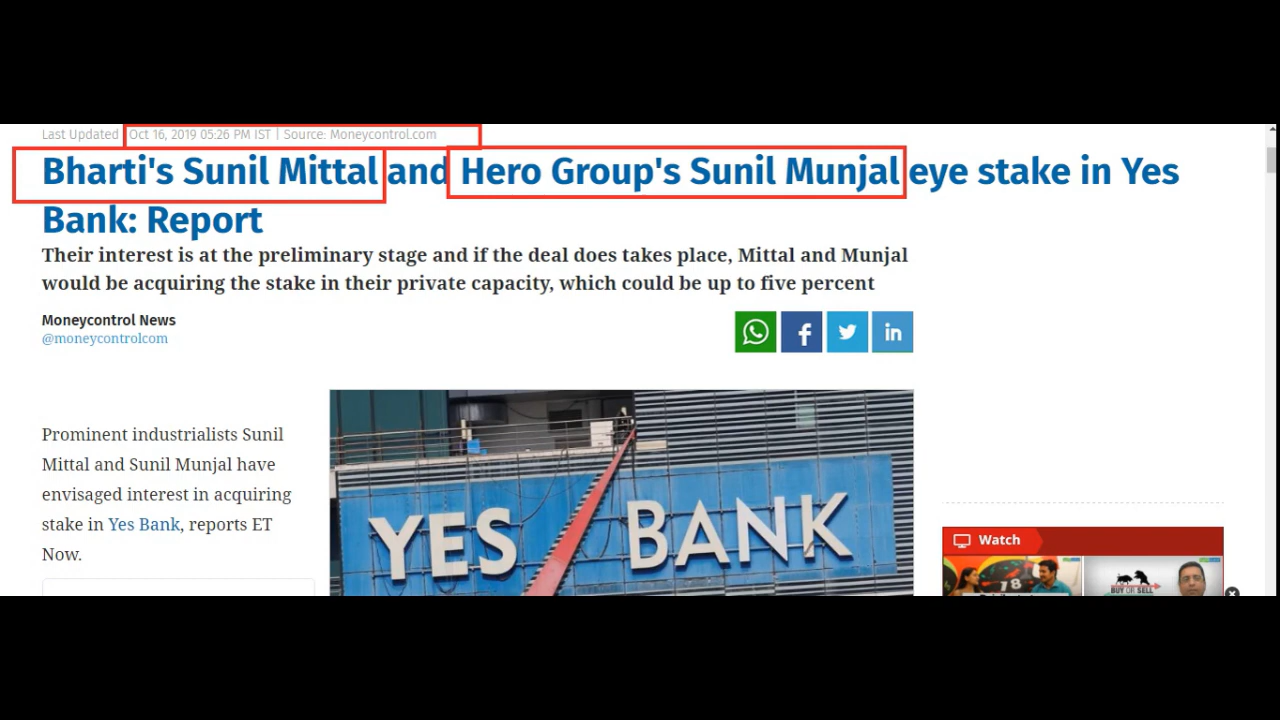 Last Updated Oct 16, 2019 05:26 PM IST | Source: Moneycontrol.com
Bharti's Sunil Mittal and Hero Group's Sunil Munjal eye stake in Yes
Bank: Report
Their interest is at the preliminary stage and if the deal does takes place, Mittal and Munjal
would be acquiring the stake in their private capacity, which could be up to five percent
Moneycontrol News
@moneycontrolcom
f
in
Prominent industrialists Sunil
Mittal and Sunil Munjal have
envisaged interest in acquiring
stake in Yes Bank, reports ET
Now.
YES BANK
Watch
18
BUY OR SELL